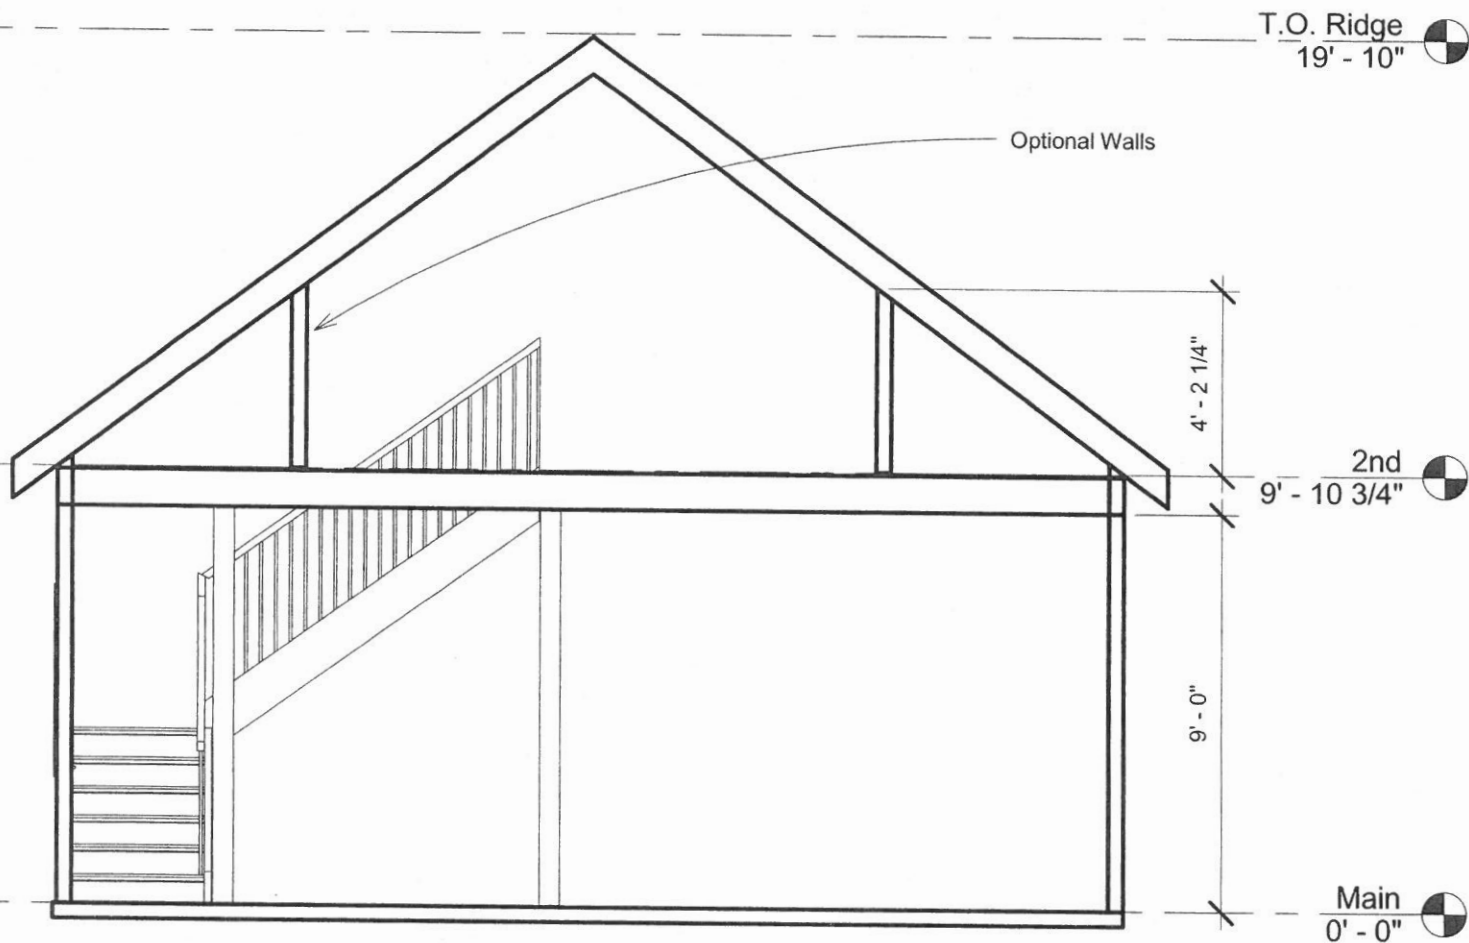 T.O. Ridge
19' - 10"
Optional Walls
4' - 2 1/4"
2nd
9' - 10 3/4"
9' - 0"
Main
0' - 0"